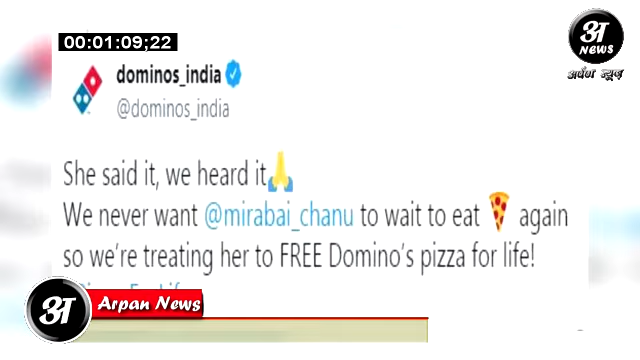 00:01:09;22
अ
NEWS
अर्पण न्यूज़
dominos_india
@dominos_india
She said it, we heard it🙏
We never want @mirabai_chanu to wait to eat 🍕 again
so we're treating her to FREE Domino's pizza for life!
अ Arpan News